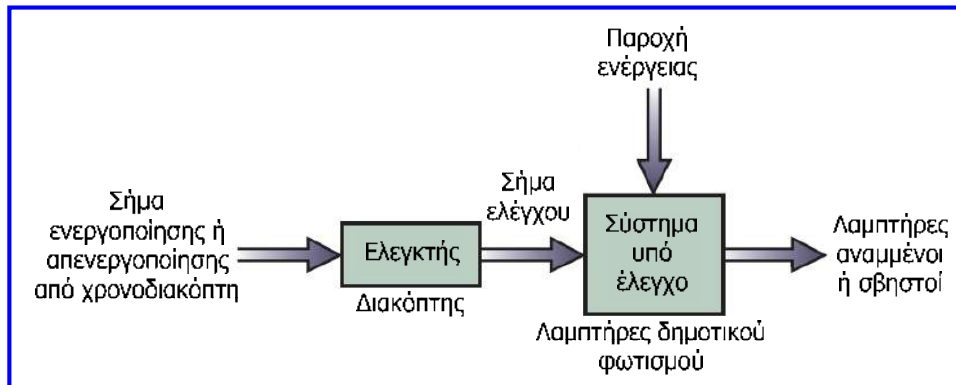 Παροχή
ενέργειας
Σήμα
ενεργοποίησης ή
απενεργοποίησης
από χρονοδιακόπτη
Ελεγκτής
Διακόπτης
Σήμα
ελέγχου
Σύστημα
υπό
έλεγχο
Λαμπτήρες δημοτικού
φωτισμού
Λαμπτήρες
αναμμένοι
ή σβηστοί